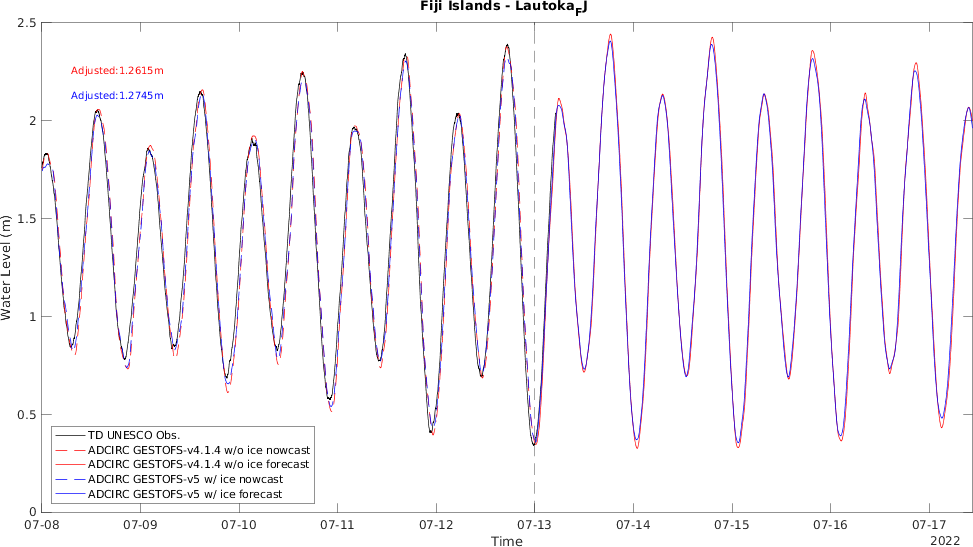 Fiji Islands - Lautoka_FJ
2.5
Adjusted:1.2615m
Adjusted:1.2745m
2
1.5
Water Level (m)
1
0.5
TD UNESCO Obs.
ADCIRC GESTOFS-v4.1.4 w/o ice nowcast
ADCIRC GESTOFS-v4.1.4 w/o ice forecast
ADCIRC GESTOFS-v5 w/ ice nowcast
ADCIRC GESTOFS-v5 w/ ice forecast
0
07-08 07-09 07-10 07-11 07-12 07-13 07-14 07-15 07-16 07-17
Time 2022